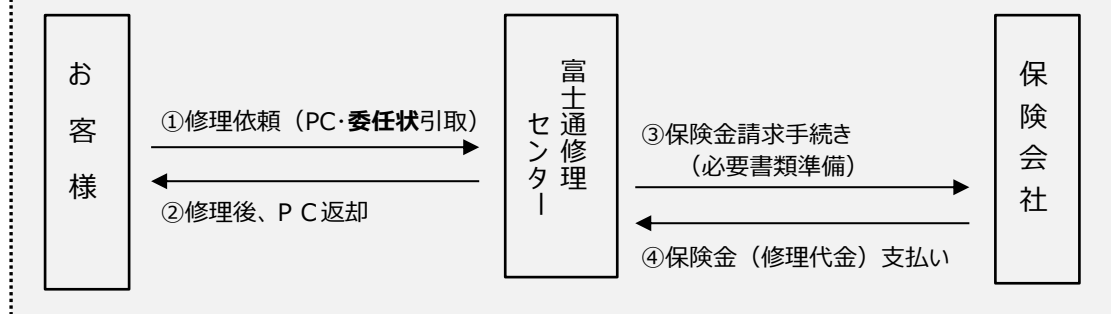 お客様
①修理依頼（PC・委任状引取）
②修理後、ＰＣ返却
富士通修理
センター
③保険金請求手続き
（必要書類準備）
④保険金（修理代金）支払い
保険会社